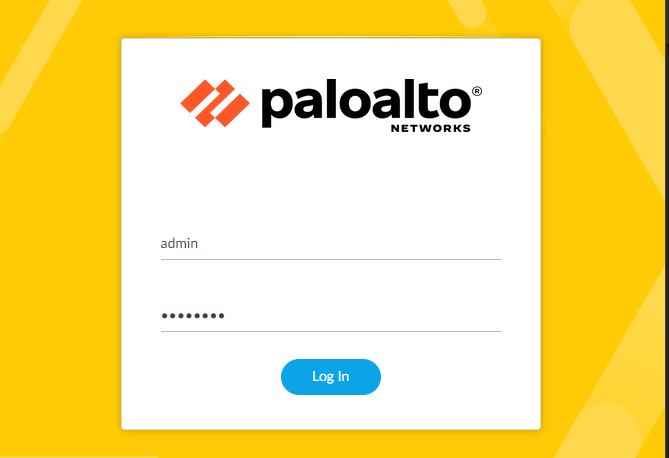 paloalto®
NETWORKS
admin
••••••••
Log In